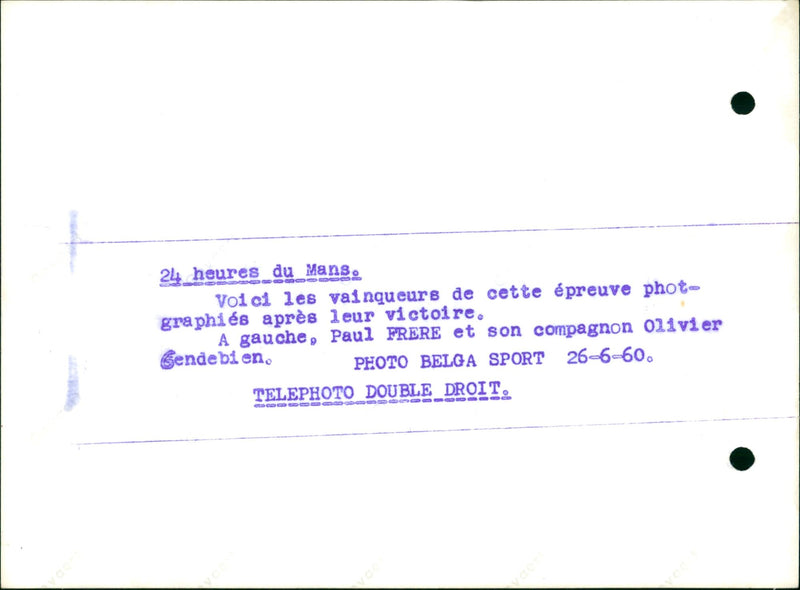 24 heures du Mans.
Voici les vainqueurs de cette épreuve phot-
graphiés après leur victoire.
A gauche, Paul FRERE et son compagnon Olivier
Gendebien. PHOTO BELGA SPORT 26-6-60.
TELEPHOTO DOUBLE DROIT.